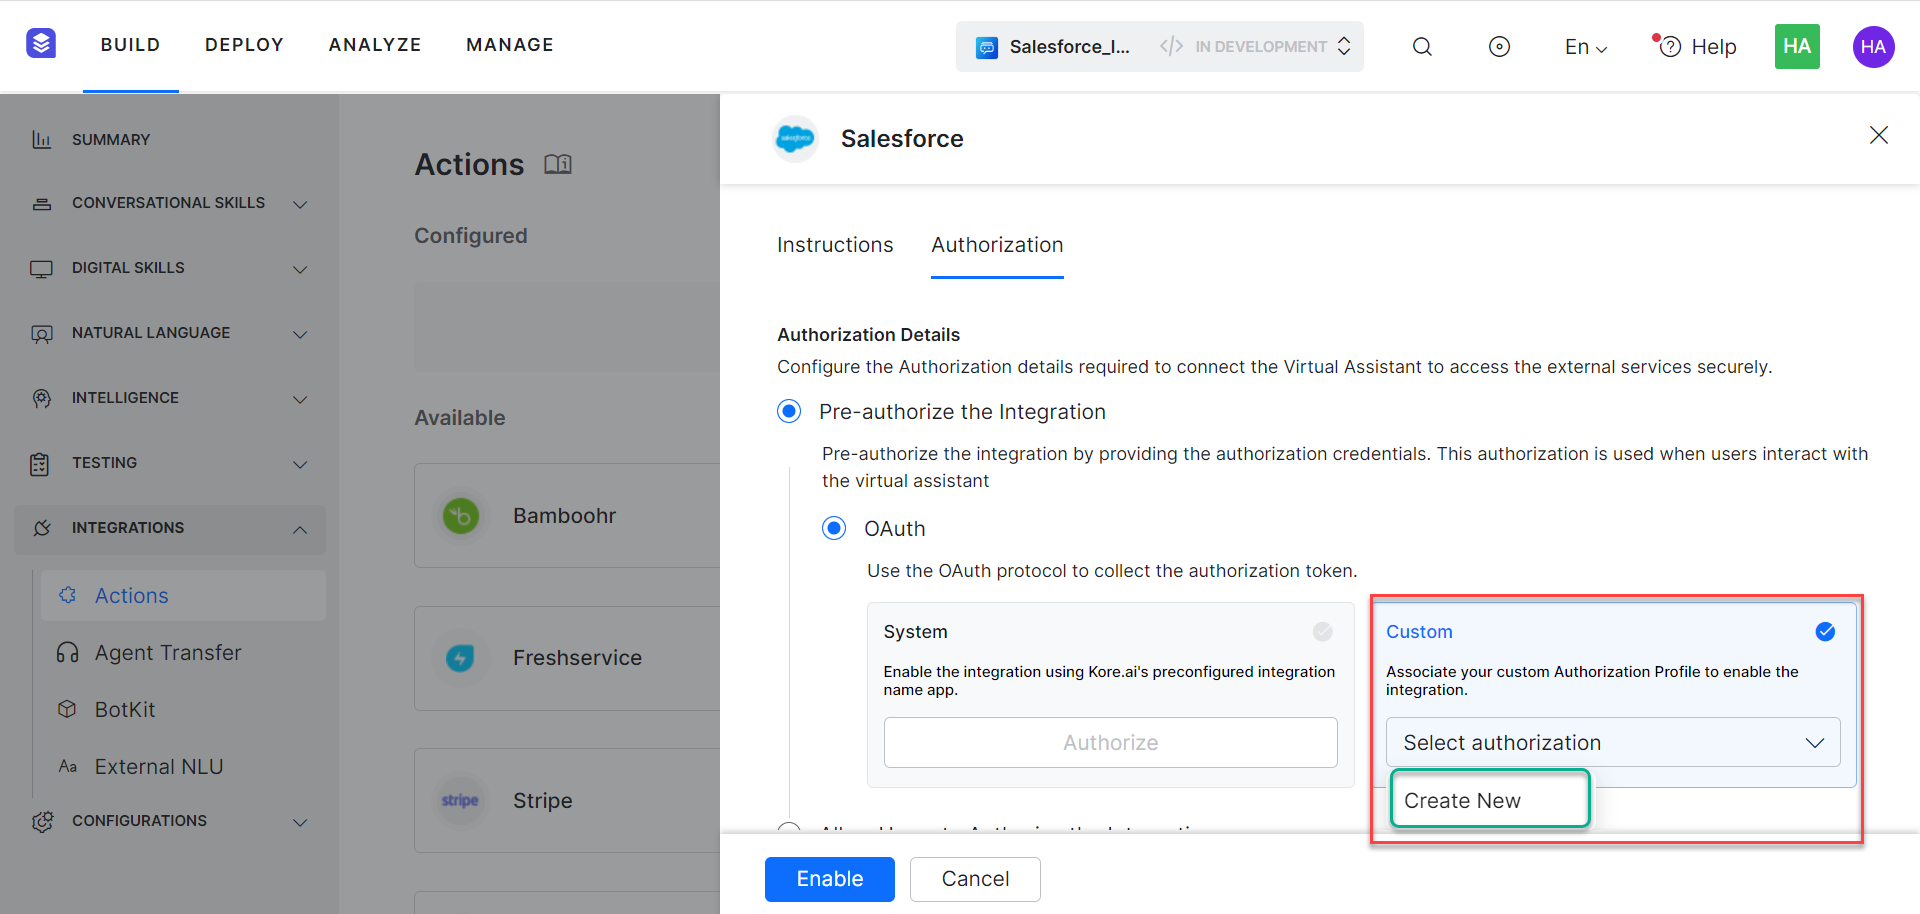 BUILD
DEPLOY
ANALYZE
MANAGE
Salesforce_I...
IN DEVELOPMENT
En
Help
HA
HA
SUMMARY
CONVERSATIONAL SKILLS
DIGITAL SKILLS
NATURAL LANGUAGE
INTELLIGENCE
TESTING
INTEGRATIONS
Actions
Agent Transfer
BotKit
Aa External NLU
CONFIGURATIONS
Actions
Configured
Available
Bamboohr
Freshservice
stripe
Stripe
salesforce
Salesforce
Instructions
Authorization
Authorization Details
Configure the Authorization details required to connect the Virtual Assistant to access the external services securely.
Pre-authorize the Integration
Pre-authorize the integration by providing the authorization credentials. This authorization is used when users interact with
the virtual assistant
OAuth
Use the OAuth protocol to collect the authorization token.
System
Enable the integration using Kore.ai's preconfigured integration
name app.
Authorize
Custom
Associate your custom Authorization Profile to enable the
integration.
Select authorization
Create New
Enable
Cancel